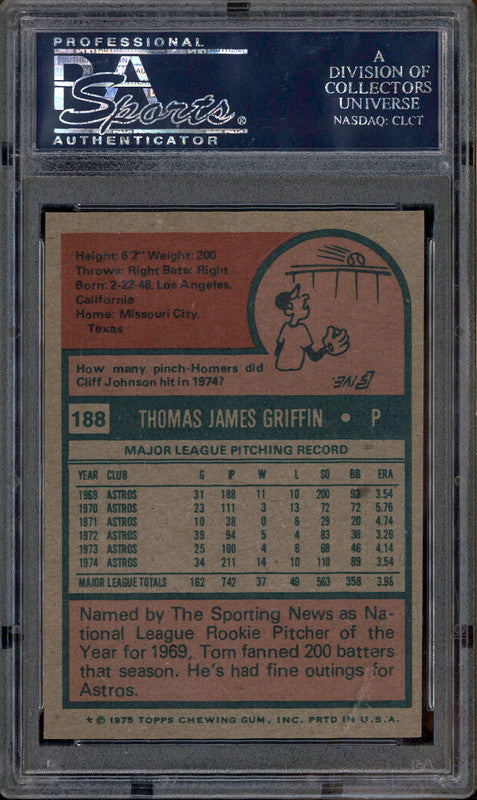 PROFESSIONAL
PSA
Sports®
AUTHENTICATOR
A
DIVISION OF
COLLECTORS
UNIVERSE
NASDAQ: CLCT
Height: 6'2" Weight: 200
Throws: Right Bats: Right
Born: 2-22-48, Los Angeles,
California
Home: Missouri City,
Texas
How many pinch-Homers did
Cliff Johnson hit in 1974?
FIVE
188 THOMAS JAMES GRIFFIN • P
MAJOR LEAGUE PITCHING RECORD
YEAR CLUB G IP W L SO BB ERA
1969 ASTROS 31 188 11 10 200 93 3.54
1970 ASTROS 23 111 3 13 72 72 5.76
1971 ASTROS 10 38 0 6 29 20 4.74
1972 ASTROS 39 94 5 4 83 38 3.26
1973 ASTROS 25 100 4 6 69 46 4.14
1974 ASTROS 34 211 14 10 110 89 3.54
MAJOR LEAGUE TOTALS 162 742 37 49 563 358 3.96
Named by The Sporting News as Na-
tional League Rookie Pitcher of the
Year for 1969, Tom fanned 200 batters
that season. He's had fine outings for
Astros.
* © 1975 TOPPS CHEWING GUM, INC. PRTD IN U.S.A.